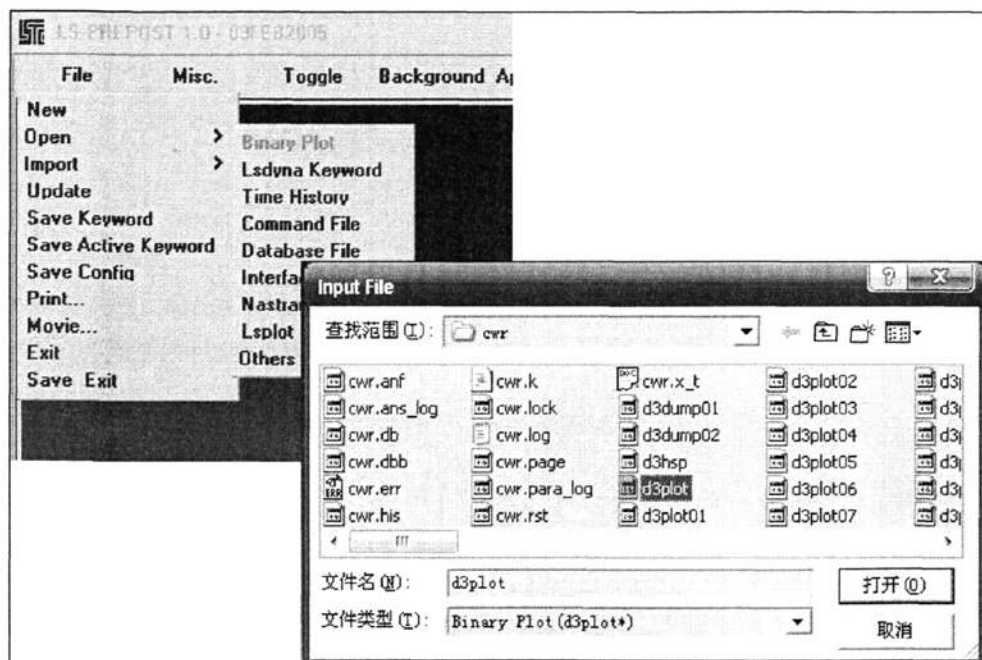 LS-PREPOST 1.0 - 03FEB2005
File Misc. Toggle Background Ap
New
Open >
Import >
Update
Save Keyword
Save Active Keyword
Save Config
Print...
Movie...
Exit
Save Exit
Binary Plot
Lsdyna Keyword
Time History
Command File
Database File
Interfa
Nastra
Lsplot
Others
Input File
查找范围(I): cwr
cwr.anf
cwr.ans_log
cwr.db
cwr.dbb
cwr.err
cwr.his
cwr.k
cwr.lock
cwr.log
cwr.page
cwr.para_log
cwr.rst
cwr.x_t
d3dump01
d3dump02
d3hsp
d3plot
d3plot01
d3plot02
d3plot03
d3plot04
d3plot05
d3plot06
d3plot07
文件名(N): d3plot 打开(O)
文件类型(T): Binary Plot(d3plot*) 取消